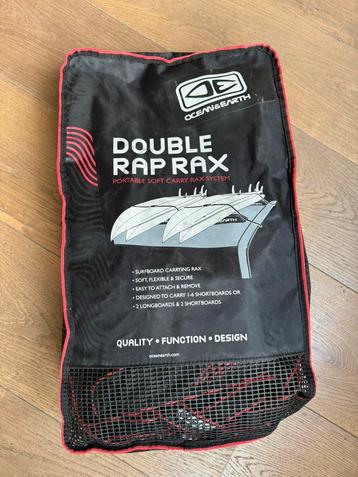 OCEAN&EARTH
DOUBLE
RAP RAX
PORTABLE SOFT CARRY RAX SYSTEM
EARTH
• SURFBOARD CARRYING RAX
• SOFT, FLEXIBLE & SECURE
• EASY TO ATTACH & REMOVE
• DESIGNED TO CARRY 1-6 SHORTBOARDS OR
• 2 LONGBOARDS & 2 SHORTBOARDS
QUALITY • FUNCTION • DESIGN
oceanearth.com